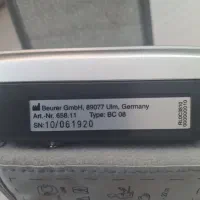 Beurer GmbH, 89077 Ulm, Germany
Art.-Nr. 658.11 Type: BC 08
SN:10/061920